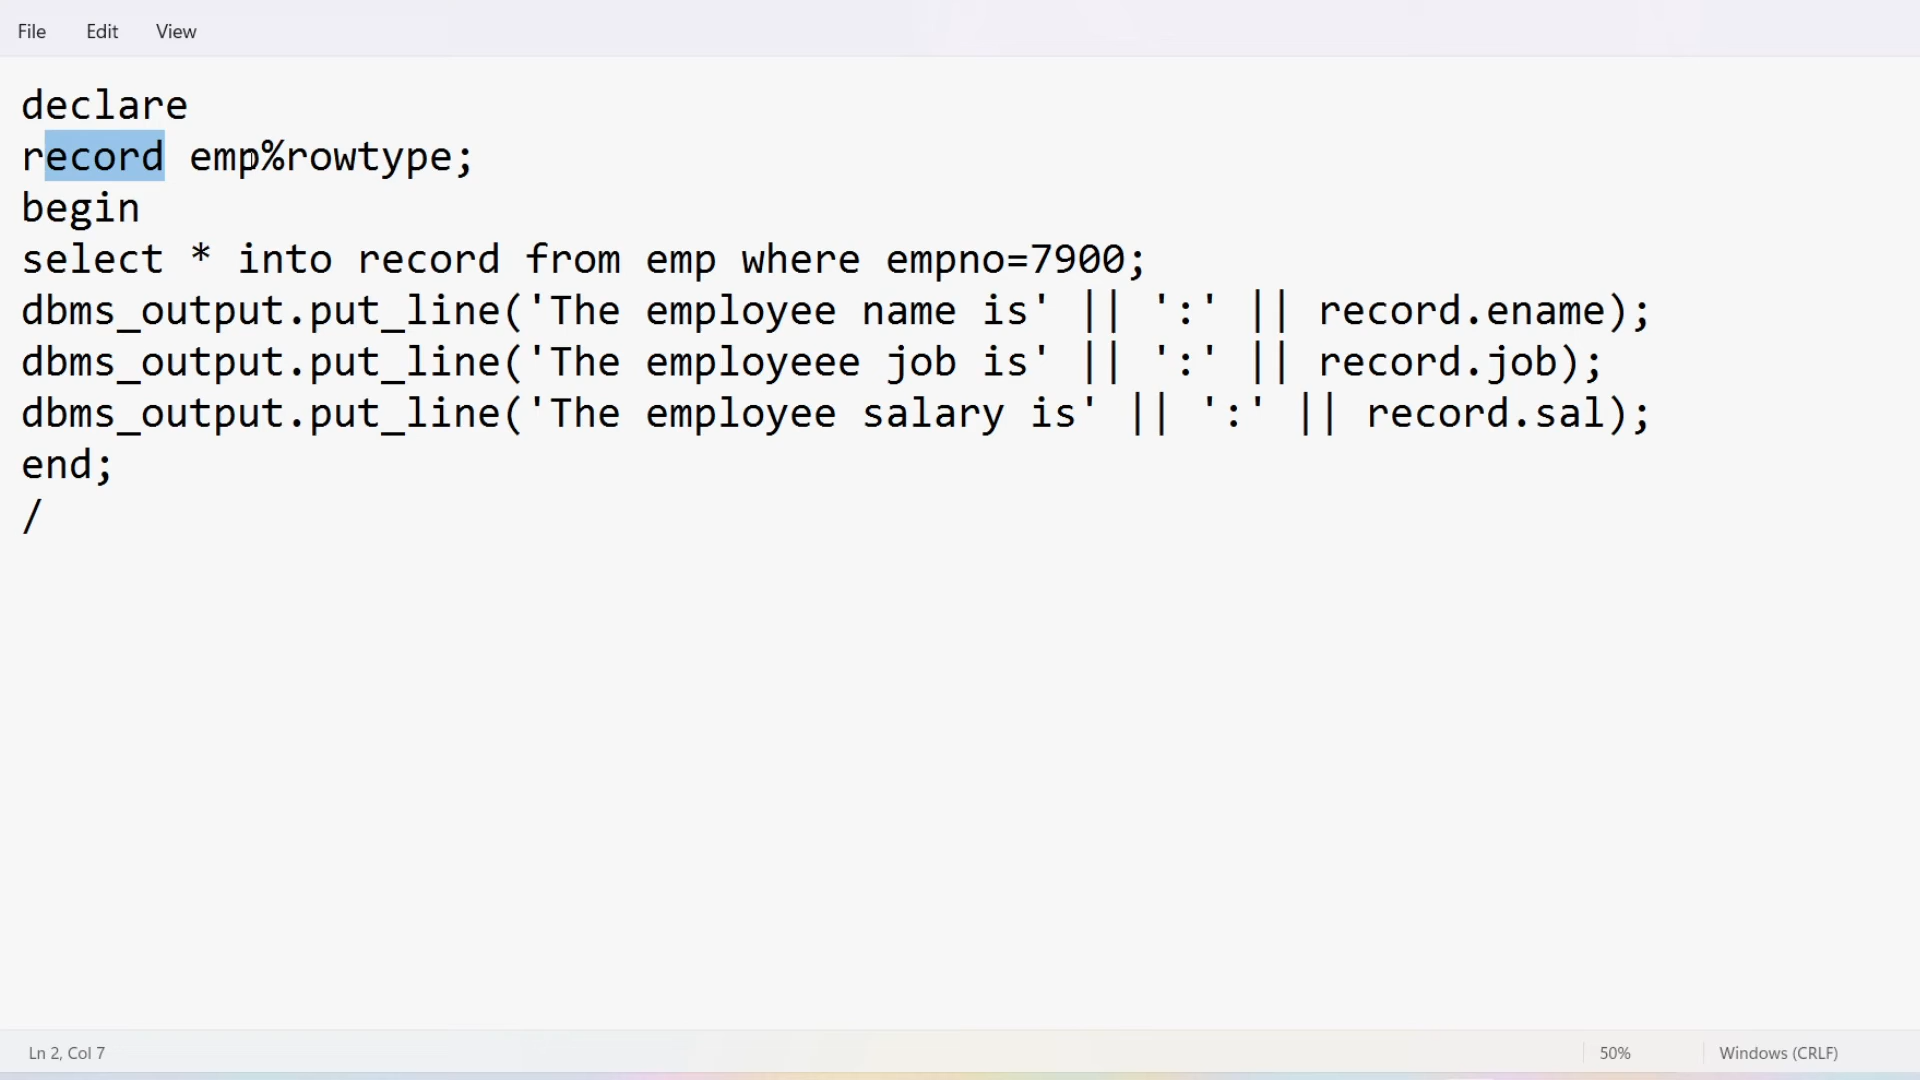 File Edit View
declare
record emp%rowtype;
begin
select * into record from emp where empno=7900;
dbms_output.put_line('The employee name is' || ':' || record.ename);
dbms_output.put_line('The employeee job is' || ':' || record.job);
dbms_output.put_line('The employee salary is' || ':' || record.sal);
end;
/
Ln 2, Col 7 50% Windows (CRLF)